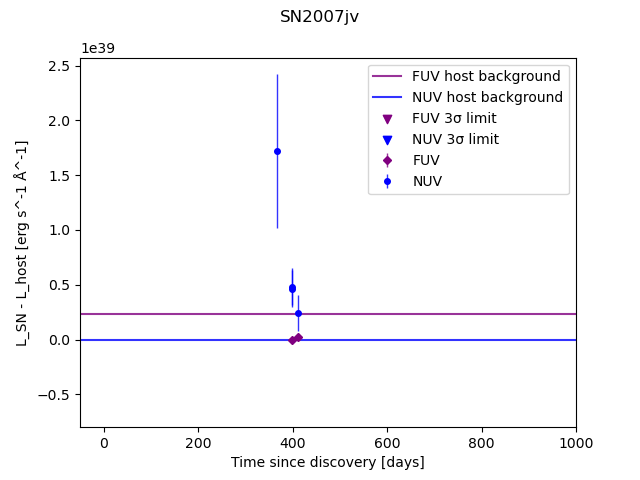 SN2007jv
1e39
2.5
2.0
1.5
1.0
0.5
0.0
−0.5
L_SN - L_host [erg s^-1 Å^-1]
FUV host background
NUV host background
FUV 3σ limit
NUV 3σ limit
FUV
NUV
0 200 400 600 800 1000
Time since discovery [days]